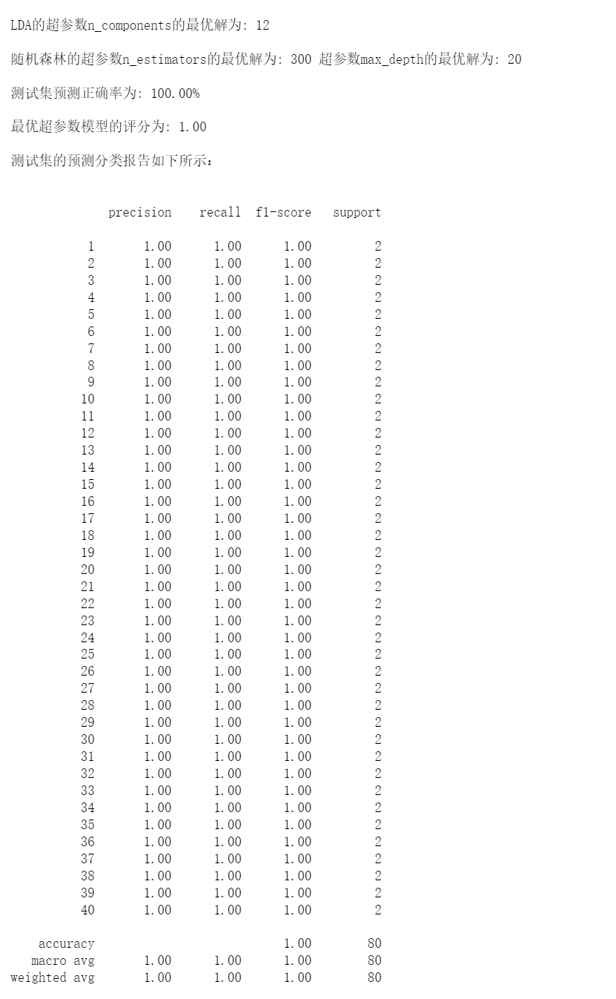 LDA的超参数n_components的最优解为: 12
随机森林的超参数n_estimators的最优解为: 300 超参数max_depth的最优解为: 20
测试集预测正确率为: 100.00%
最优超参数模型的评分为: 1.00
测试集的预测分类报告如下所示:
precision recall f1-score support
1 1.00 1.00 1.00 2
2 1.00 1.00 1.00 2
3 1.00 1.00 1.00 2
4 1.00 1.00 1.00 2
5 1.00 1.00 1.00 2
6 1.00 1.00 1.00 2
7 1.00 1.00 1.00 2
8 1.00 1.00 1.00 2
9 1.00 1.00 1.00 2
10 1.00 1.00 1.00 2
11 1.00 1.00 1.00 2
12 1.00 1.00 1.00 2
13 1.00 1.00 1.00 2
14 1.00 1.00 1.00 2
15 1.00 1.00 1.00 2
16 1.00 1.00 1.00 2
17 1.00 1.00 1.00 2
18 1.00 1.00 1.00 2
19 1.00 1.00 1.00 2
20 1.00 1.00 1.00 2
21 1.00 1.00 1.00 2
22 1.00 1.00 1.00 2
23 1.00 1.00 1.00 2
24 1.00 1.00 1.00 2
25 1.00 1.00 1.00 2
26 1.00 1.00 1.00 2
27 1.00 1.00 1.00 2
28 1.00 1.00 1.00 2
29 1.00 1.00 1.00 2
30 1.00 1.00 1.00 2
31 1.00 1.00 1.00 2
32 1.00 1.00 1.00 2
33 1.00 1.00 1.00 2
34 1.00 1.00 1.00 2
35 1.00 1.00 1.00 2
36 1.00 1.00 1.00 2
37 1.00 1.00 1.00 2
38 1.00 1.00 1.00 2
39 1.00 1.00 1.00 2
40 1.00 1.00 1.00 2
accuracy 1.00 80
macro avg 1.00 1.00 1.00 80
weighted avg 1.00 1.00 1.00 80